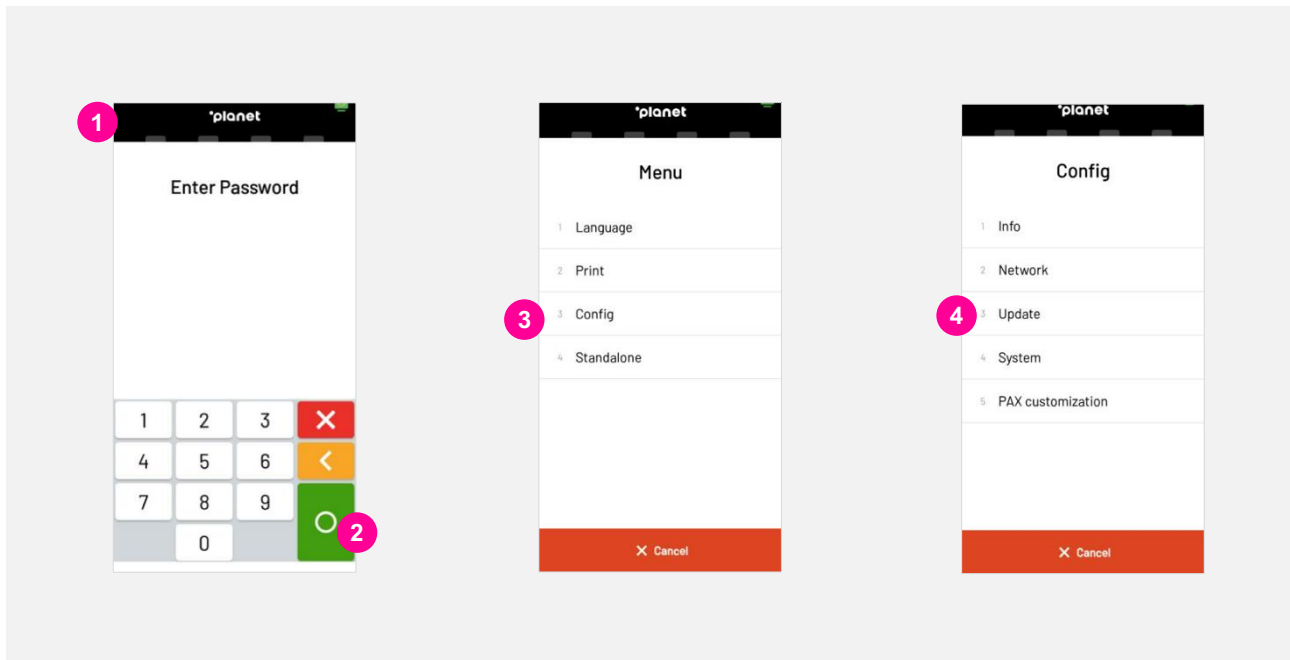 1
planet
Enter Password
1 2 3
4 5 6
7 8 9
0
2
planet
Menu
1 Language
2 Print
3
3 Config
4 Standalone
Cancel
planet
Config
1 Info
2 Network
4
3 Update
4 System
5 PAX customization
Cancel